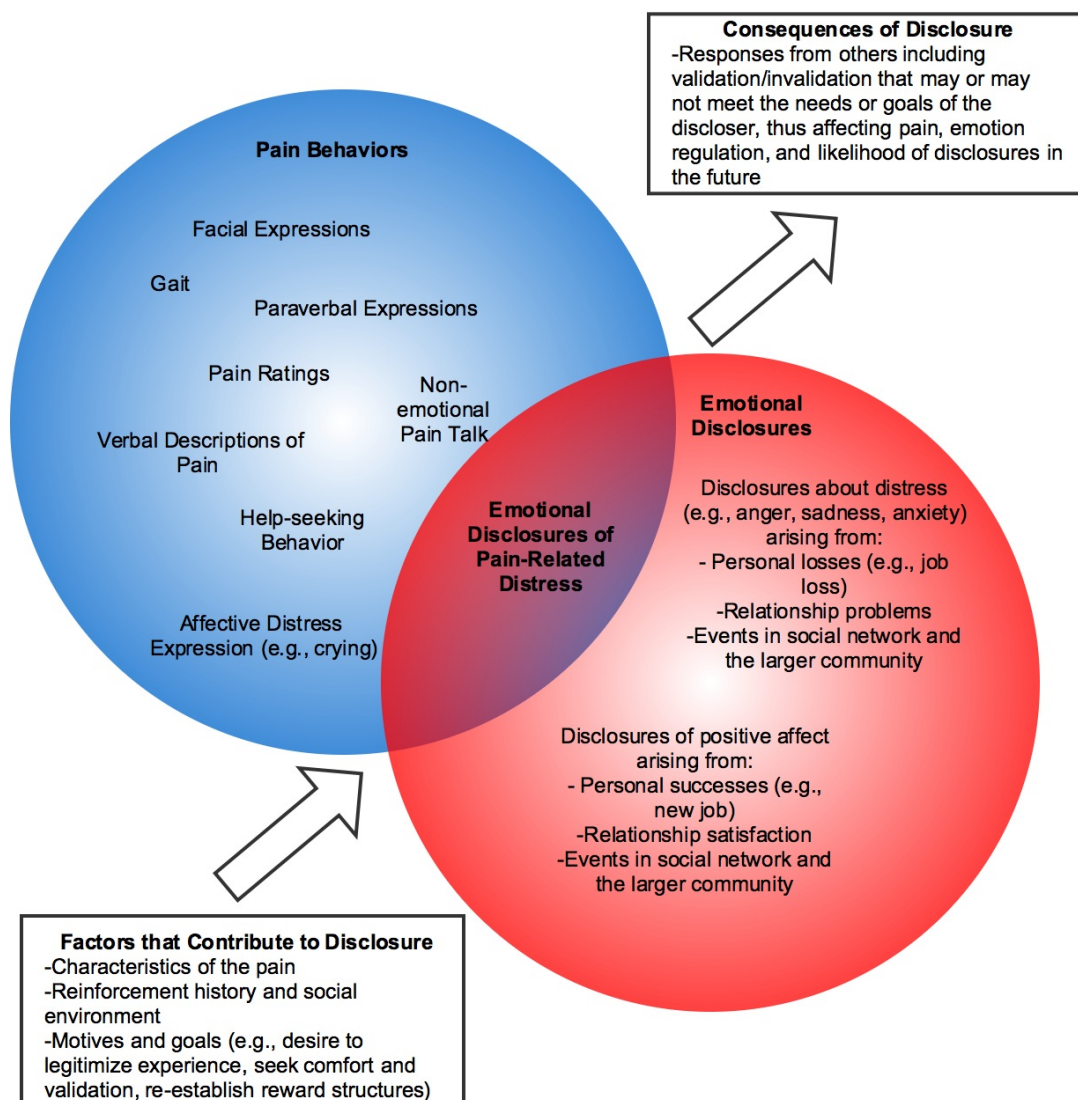 Consequences of Disclosure
-Responses from others including
validation/invalidation that may or may
not meet the needs or goals of the
discloser, thus affecting pain, emotion
regulation, and likelihood of disclosures in
the future
Pain Behaviors
Facial Expressions
Gait
Paraverbal Expressions
Pain Ratings
Non-
emotional
Pain Talk
Verbal Descriptions of
Pain
Help-seeking
Behavior
Affective Distress
Expression (e.g., crying)
Emotional
Disclosures of
Pain-Related
Distress
Emotional
Disclosures
Disclosures about distress
(e.g., anger, sadness, anxiety)
arising from:
- Personal losses (e.g., job
loss)
-Relationship problems
-Events in social network and
the larger community
Disclosures of positive affect
arising from:
- Personal successes (e.g.,
new job)
-Relationship satisfaction
-Events in social network and
the larger community
Factors that Contribute to Disclosure
-Characteristics of the pain
-Reinforcement history and social
environment
-Motives and goals (e.g., desire to
legitimize experience, seek comfort and
validation, re-establish reward structures)